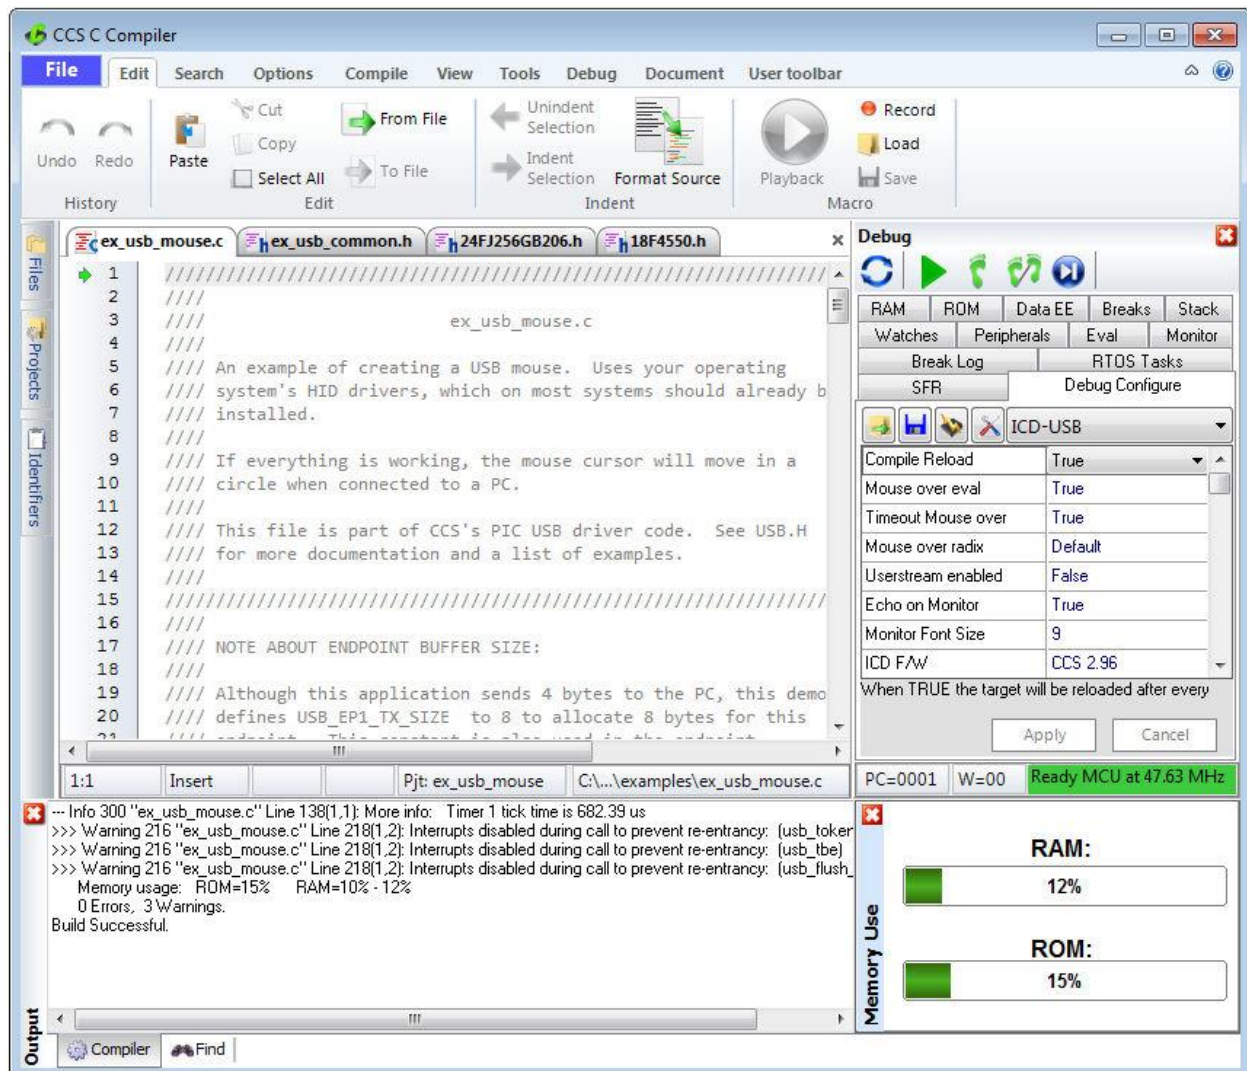 CCS C Compiler
File Edit Search Options Compile View Tools Debug Document User toolbar
Undo Redo
History
Paste
Cut
Copy
Select All
From File
To File
Edit
Unindent
Selection
Indent
Selection
Format Source
Indent
Playback
Record
Load
Save
Macro
Files
Projects
Identifiers
ex_usb_mouse.c ex_usb_common.h 24FJ256GB206.h 18F4550.h
1 ///////////////////////////////////////////////////////////////////
2 ////
3 //// ex_usb_mouse.c
4 ////
5 //// An example of creating a USB mouse. Uses your operating
6 //// system's HID drivers, which on most systems should already b
7 //// installed.
8 ////
9 //// If everything is working, the mouse cursor will move in a
10 //// circle when connected to a PC.
11 ////
12 //// This file is part of CCS's PIC USB driver code. See USB.H
13 //// for more documentation and a list of examples.
14 ////
15 ///////////////////////////////////////////////////////////////////
16 ////
17 //// NOTE ABOUT ENDPOINT BUFFER SIZE:
18 ////
19 //// Although this application sends 4 bytes to the PC, this demo
20 //// defines USB_EP1_TX_SIZE to 8 to allocate 8 bytes for this
1:1 Insert Pjt: ex_usb_mouse C:\...\examples\ex_usb_mouse.c
Debug
RAM ROM Data EE Breaks Stack
Watches Peripherals Eval Monitor
Break Log RTOS Tasks
SFR Debug Configure
ICD-USB
Compile Reload True
Mouse over eval True
Timeout Mouse over True
Mouse over radix Default
Userstream enabled False
Echo on Monitor True
Monitor Font Size 9
ICD F/W CCS 2.96
When TRUE the target will be reloaded after every
Apply Cancel
PC=0001 W=00 Ready MCU at 47.63 MHz
--- Info 300 "ex_usb_mouse.c" Line 138(1,1): More info: Timer 1 tick time is 682.39 us
>>> Warning 216 "ex_usb_mouse.c" Line 218(1,2): Interrupts disabled during call to prevent re-entrancy: (usb_token
>>> Warning 216 "ex_usb_mouse.c" Line 218(1,2): Interrupts disabled during call to prevent re-entrancy: (usb_tbe)
>>> Warning 216 "ex_usb_mouse.c" Line 218(1,2): Interrupts disabled during call to prevent re-entrancy: (usb_flush_
Memory usage: ROM=15% RAM=10% - 12%
0 Errors, 3 Warnings.
Build Successful.
Output
Compiler Find
Memory Use
RAM:
12%
ROM:
15%